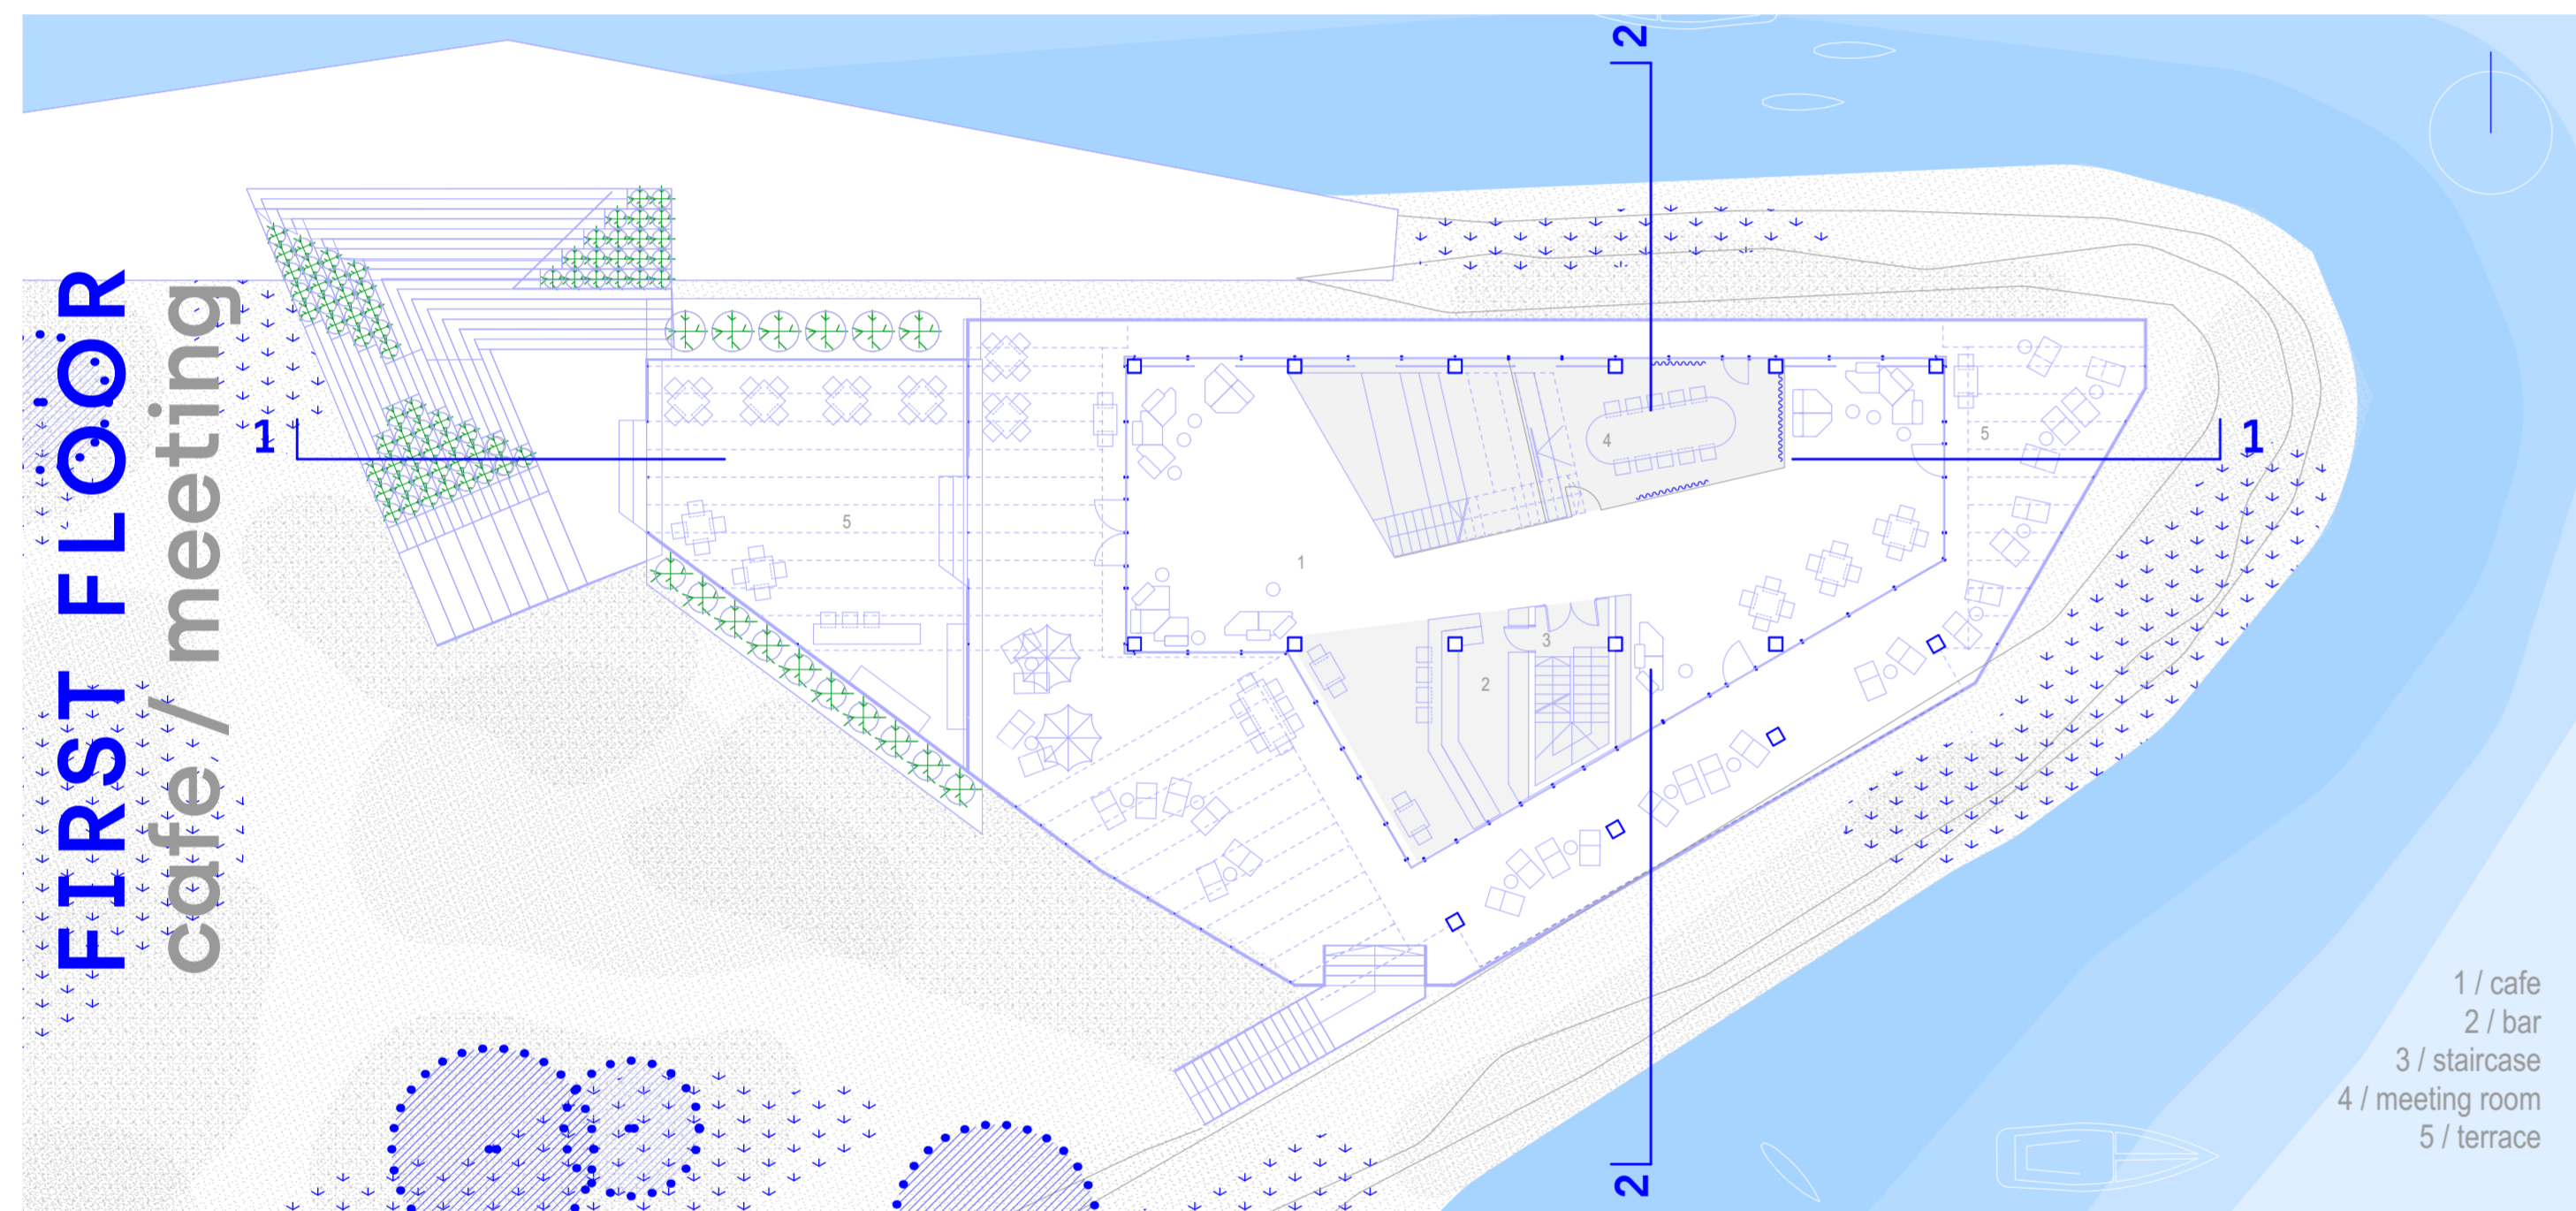 FIRST FLOOR
cafe / meeting
2
1
4
5
1
5
1
3
2
2
1 / cafe
2 / bar
3 / staircase
4 / meeting room
5 / terrace